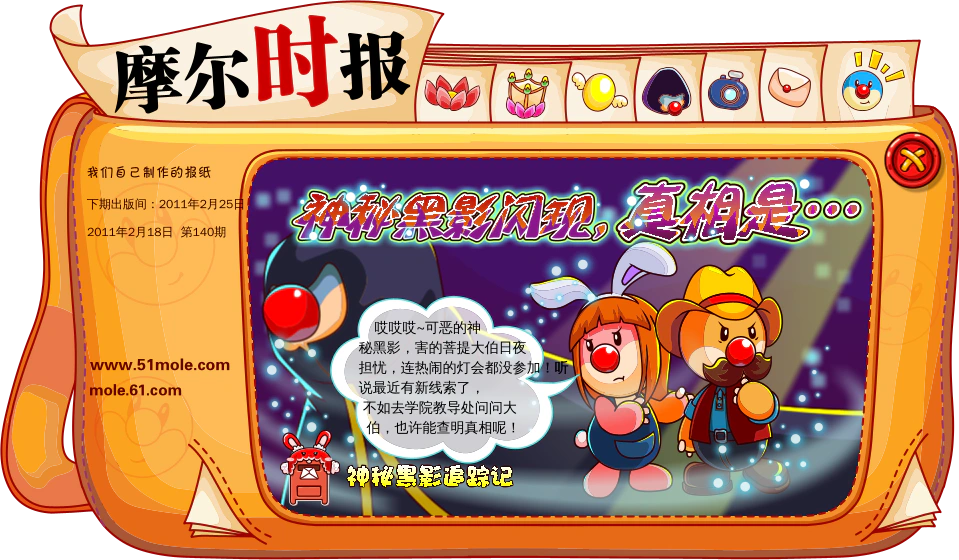 摩尔时报
我们自己制作的报纸
下期出版间：2011年2月25日
2011年2月18日 第140期
神秘黑影闪现，真相是…
www.51mole.com
mole.61.com
哎哎哎~可恶的神
秘黑影，害的菩提大伯日夜
担忧，连热闹的灯会都没参加！听
说最近有新线索了，
不如去学院教导处问问大
伯，也许能查明真相呢！
神秘黑影追踪记